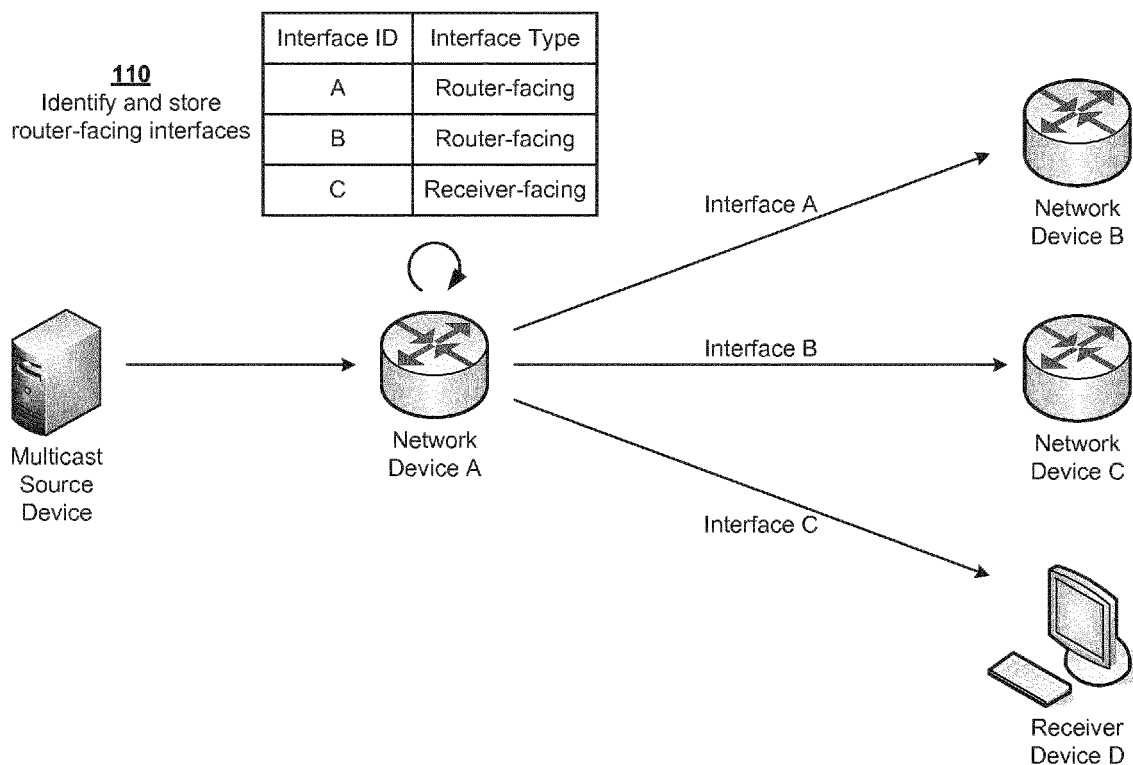 110
Identify and store
router-facing interfaces
Interface ID Interface Type
A Router-facing
B Router-facing
C Receiver-facing
Interface A
Network
Device B
Multicast
Source
Device
Network
Device A
Interface B
Network
Device C
Interface C
Receiver
Device D